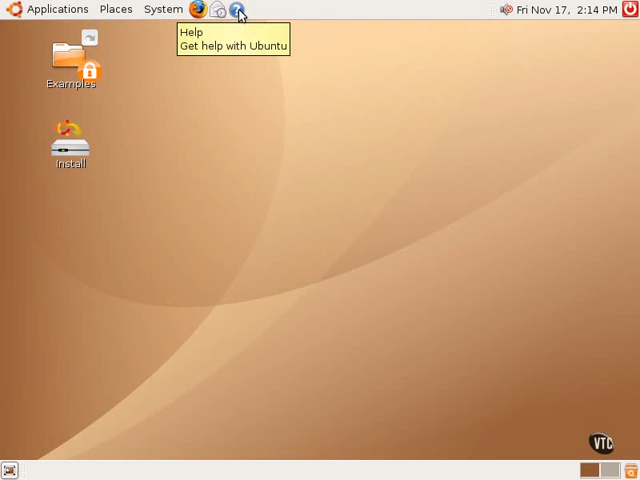 Applications Places System Fri Nov 17, 2:14 PM
Help
Get help with Ubuntu
Examples
Install
VTC